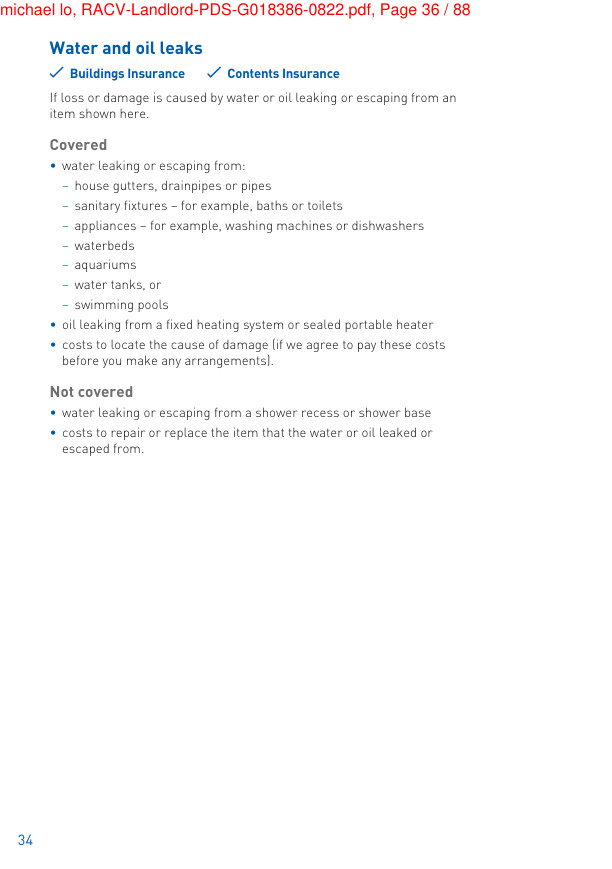 michael lo, RACV-Landlord-PDS-G018386-0822.pdf, Page 36 / 88
Water and oil leaks
✓ Buildings Insurance ✓ Contents Insurance
If loss or damage is caused by water or oil leaking or escaping from an
item shown here.
Covered
• water leaking or escaping from:
– house gutters, drainpipes or pipes
– sanitary fixtures – for example, baths or toilets
– appliances – for example, washing machines or dishwashers
– waterbeds
– aquariums
– water tanks, or
– swimming pools
• oil leaking from a fixed heating system or sealed portable heater
• costs to locate the cause of damage (if we agree to pay these costs
before you make any arrangements).
Not covered
• water leaking or escaping from a shower recess or shower base
• costs to repair or replace the item that the water or oil leaked or
escaped from.
34